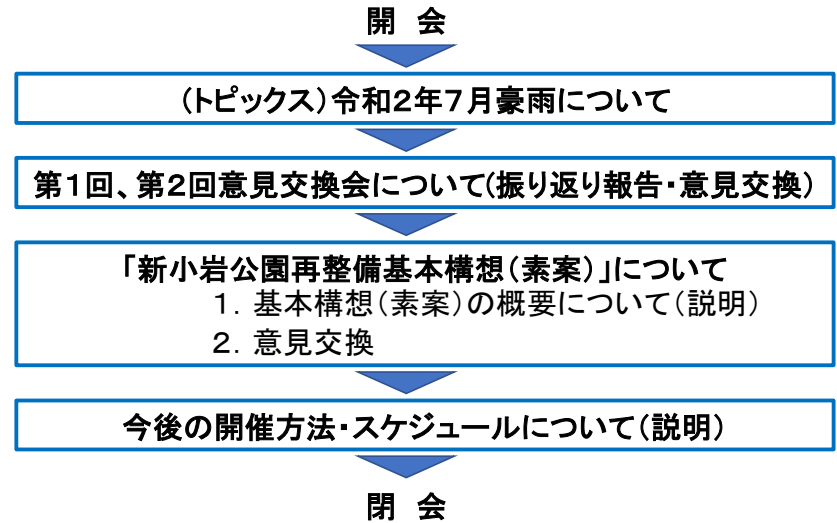 開 会
(トピックス)令和2年7月豪雨について
第1回、第2回意見交換会について(振り返り報告・意見交換)
「新小岩公園再整備基本構想(素案)」について
1．基本構想(素案)の概要について(説明)
2．意見交換
今後の開催方法・スケジュールについて(説明)
閉 会